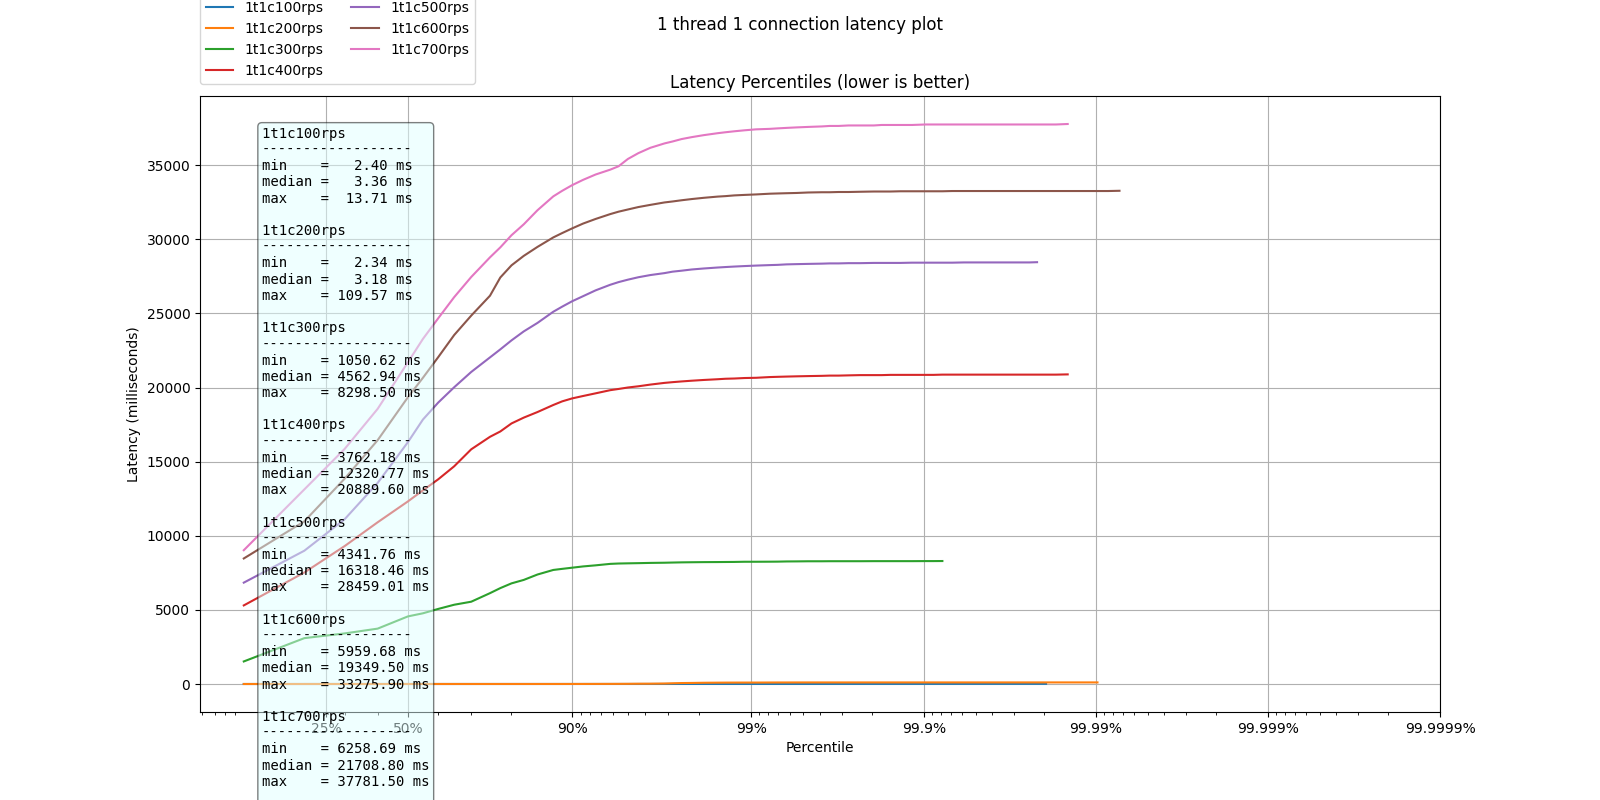 1t1c100rps
1t1c200rps
1t1c300rps
1t1c400rps
1t1c500rps
1t1c600rps
1t1c700rps
1 thread 1 connection latency plot
Latency Percentiles (lower is better)
1t1c100rps
------------------
min    =   2.40 ms
median =   3.36 ms
max    =  13.71 ms
1t1c200rps
------------------
min    =   2.34 ms
median =   3.18 ms
max    = 109.57 ms
1t1c300rps
------------------
min    = 1050.62 ms
median = 4562.94 ms
max    = 8298.50 ms
1t1c400rps
------------------
min    = 3762.18 ms
median = 12320.77 ms
max    = 20889.60 ms
1t1c500rps
------------------
min    = 4341.76 ms
median = 16318.46 ms
max    = 28459.01 ms
1t1c600rps
------------------
min    = 5959.68 ms
median = 19349.50 ms
max    = 33275.90 ms
1t1c700rps
------------------
min    = 6258.69 ms
median = 21708.80 ms
max    = 37781.50 ms
Latency (milliseconds)
35000
30000
25000
20000
15000
10000
5000
0
25%
50%
90%
99%
99.9%
99.99%
99.999%
99.9999%
Percentile